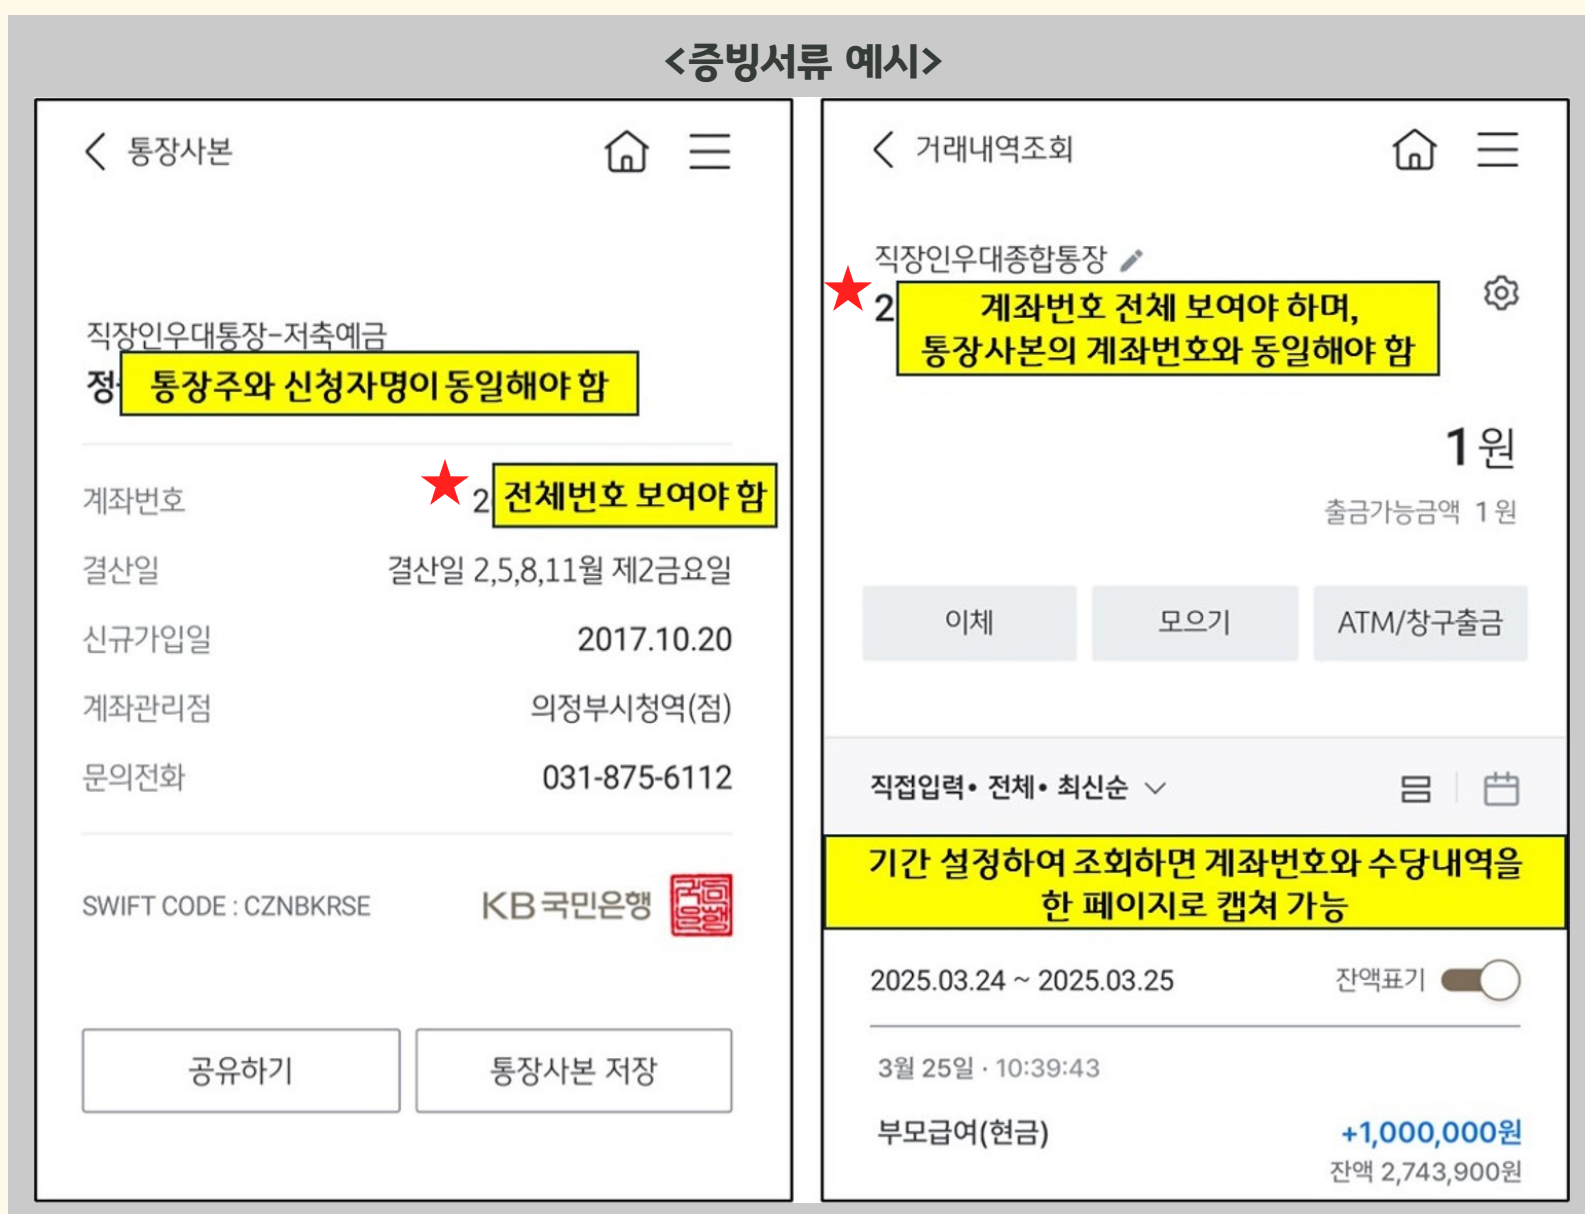 <증빙서류 예시>
통장사본
직장인우대통장-저축예금
정
통장주와 신청자명이 동일해야 함
계좌번호
2
전체번호 보여야 함
결산일
결산일 2,5,8,11월 제2금요일
신규가입일
2017.10.20
계좌관리점
의정부시청역(점)
문의전화
031-875-6112
SWIFT CODE : CZNBKRSE
KB국민은행
공유하기
통장사본 저장
거래내역조회
직장인우대종합통장
2
계좌번호 전체 보여야 하며,
통장사본의 계좌번호와 동일해야 함
1원
출금가능금액 1원
이체
모으기
ATM/창구출금
직접입력• 전체• 최신순
기간 설정하여 조회하면 계좌번호와 수당내역을
한 페이지로 캡쳐 가능
2025.03.24 ~ 2025.03.25
잔액표기
3월 25일 · 10:39:43
부모급여(현금)
+1,000,000원
잔액 2,743,900원